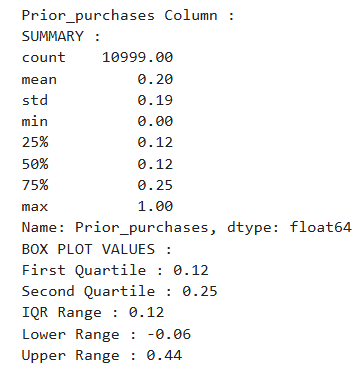 Prior_purchases Column :
SUMMARY :
count    10999.00
mean         0.20
std          0.19
min          0.00
25%          0.12
50%          0.12
75%          0.25
max          1.00
Name: Prior_purchases, dtype: float64
BOX PLOT VALUES :
First Quartile : 0.12
Second Quartile : 0.25
IQR Range : 0.12
Lower Range : -0.06
Upper Range : 0.44